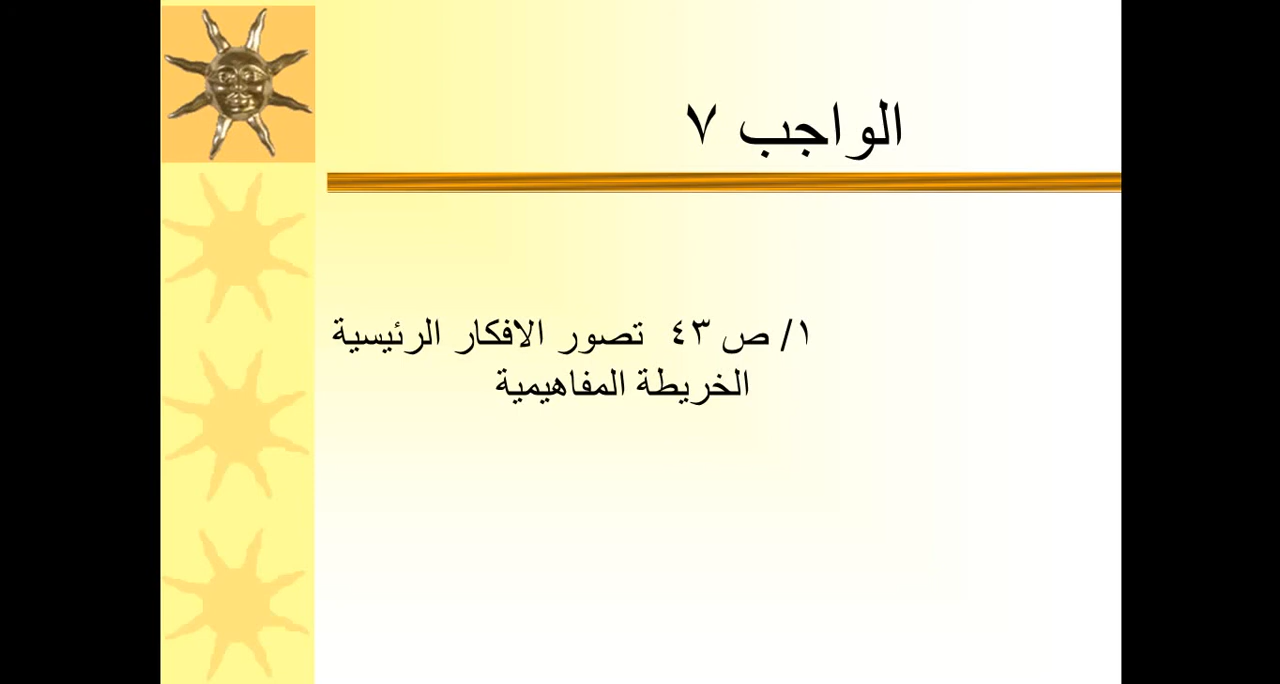 الواجب ٧
١/ ص ٤٣ تصور الافكار الرئيسية
الخريطة المفاهيمية